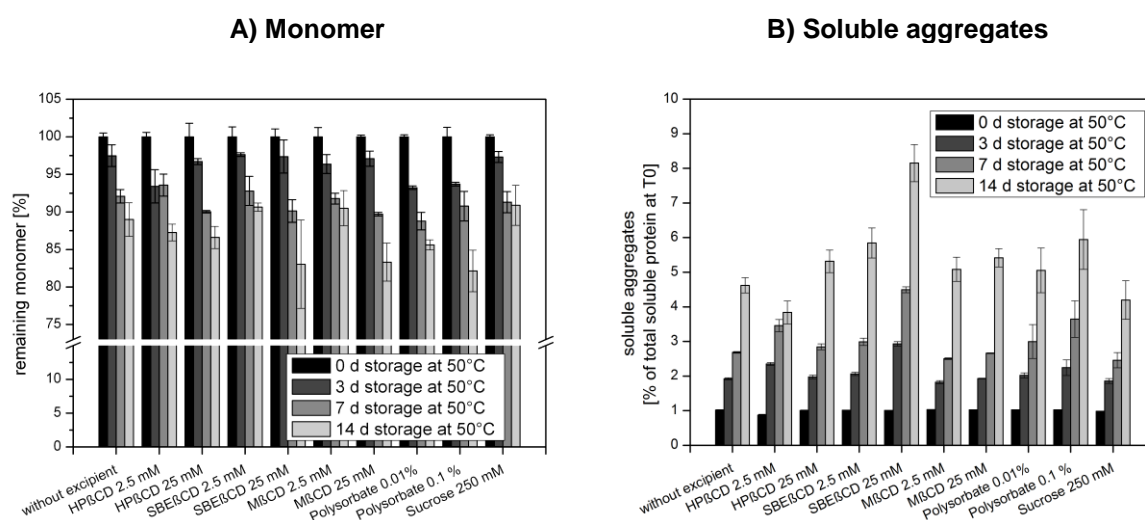 A) Monomer
105
100
95
90
85
80
75
10
5
0
remaining monomer [%]
0 d storage at 50°C
3 d storage at 50°C
7 d storage at 50°C
14 d storage at 50°C
without excipient
HPßCD 2.5 mM
HPßCD 25 mM
SBEßCD 2.5 mM
SBEßCD 25 mM
MßCD 2.5 mM
MßCD 25 mM
Polysorbate 0.01%
Polysorbate 0.1 %
Sucrose 250 mM
B) Soluble aggregates
10
9
8
7
6
5
4
3
2
1
0
soluble aggregates
[% of total soluble protein at T0]
0 d storage at 50°C
3 d storage at 50°C
7 d storage at 50°C
14 d storage at 50°C
without excipient
HPßCD 2.5 mM
HPßCD 25 mM
SBEßCD 2.5 mM
SBEßCD 25 mM
MßCD 2.5 mM
MßCD 25 mM
Polysorbate 0.01%
Polysorbate 0.1 %
Sucrose 250 mM